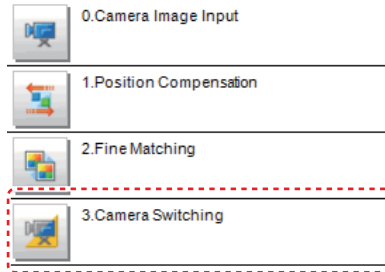 0.Camera Image Input
1.Position Compensation
2.Fine Matching
3.Camera Switching